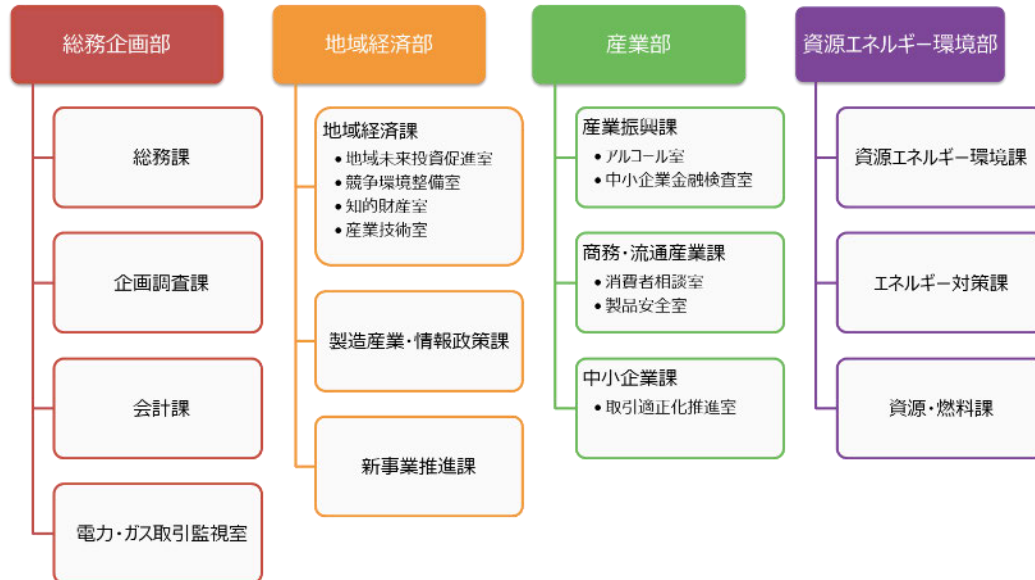 総務企画部
総務課
企画調査課
会計課
電力・ガス取引監視室
地域経済部
地域経済課
• 地域未来投資促進室
• 競争環境整備室
• 知的財産室
• 産業技術室
製造産業・情報政策課
新事業推進課
産業部
産業振興課
• アルコール室
• 中小企業金融検査室
商務・流通産業課
• 消費者相談室
• 製品安全室
中小企業課
• 取引適正化推進室
資源エネルギー環境部
資源エネルギー環境課
エネルギー対策課
資源・燃料課